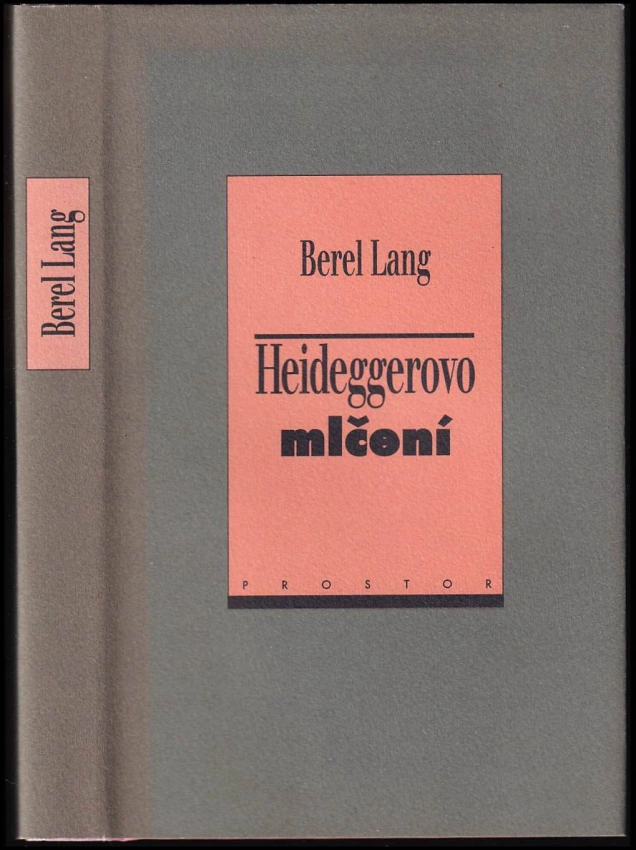 Berel Lang
Berel Lang
Heideggerovo
mlčení
PROSTOR